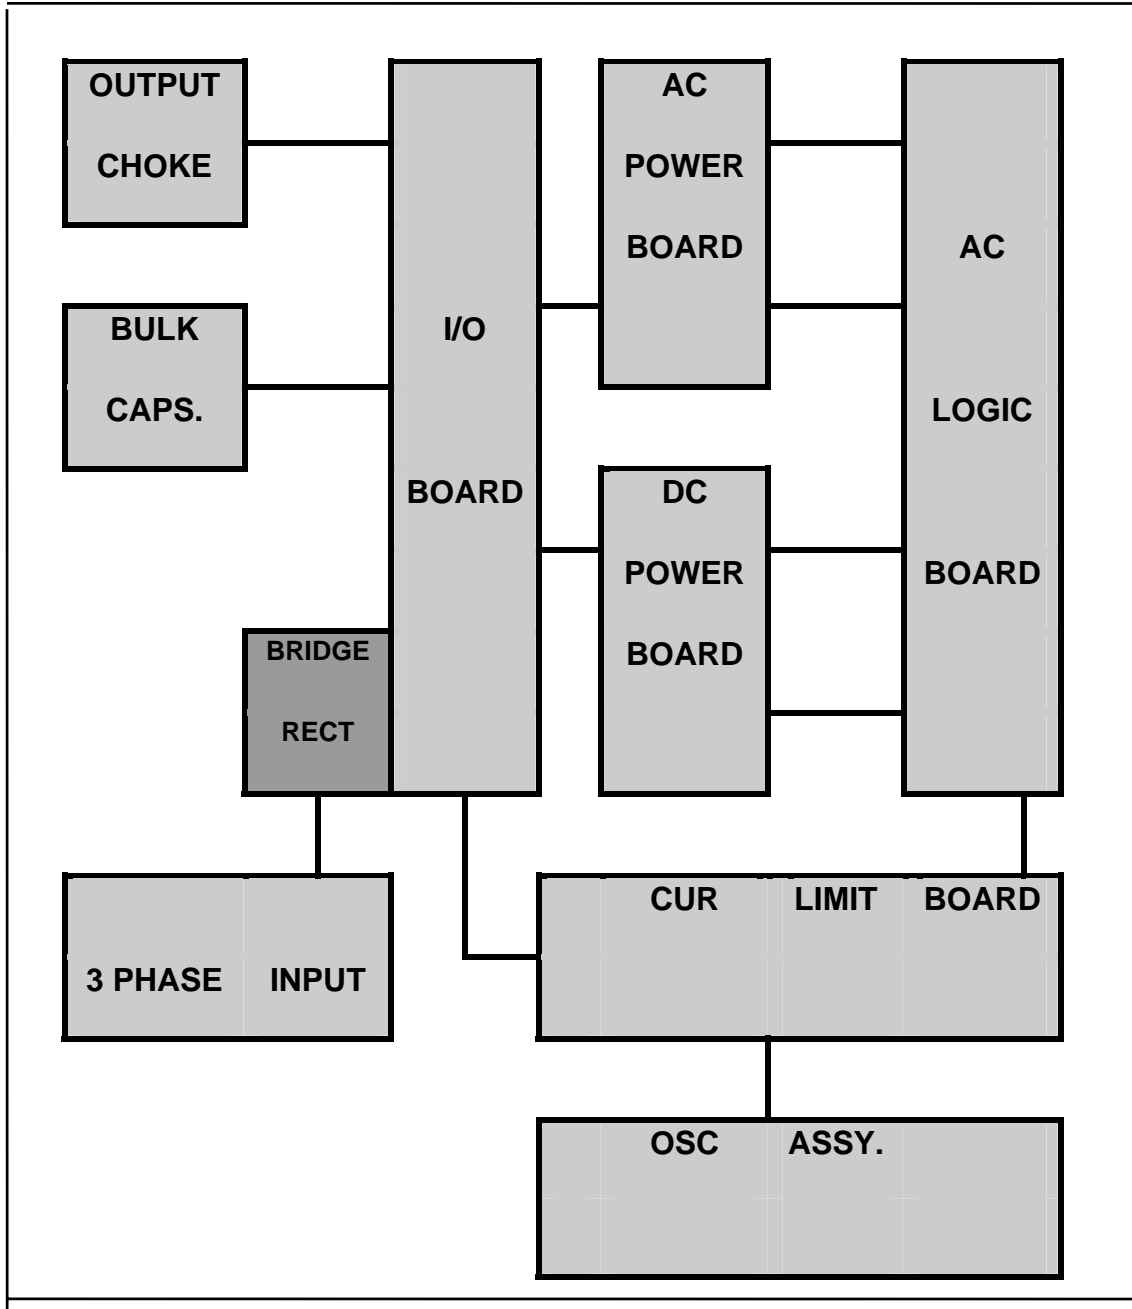 OUTPUT
CHOKE
BULK
CAPS.
I/O
BOARD
AC
POWER
BOARD
DC
POWER
BOARD
AC
LOGIC
BOARD
BRIDGE
RECT
3 PHASE INPUT
CUR LIMIT BOARD
OSC ASSY.